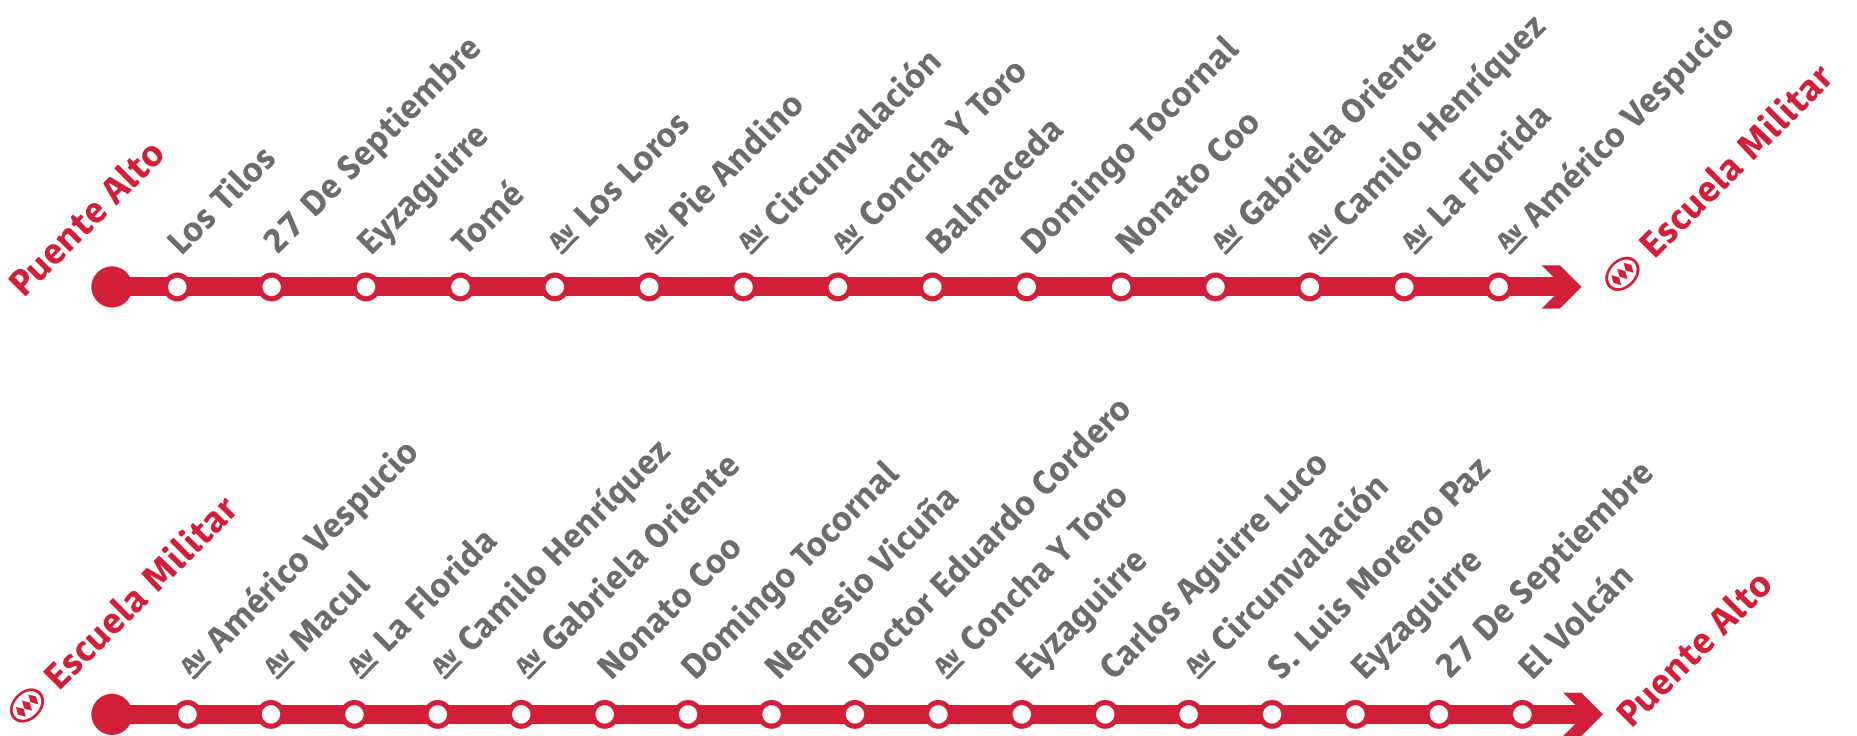 Puente Alto
Los Tilos
27 De Septiembre
Eyzaguirre
Tomé
Av Los Loros
Av Pie Andino
Av Circunvalación
Av Concha Y Toro
Balmaceda
Domingo Tocornal
Nonato Coo
Av Gabriela Oriente
Av Camilo Henríquez
Av La Florida
Av Américo Vespucio
Escuela Militar
Escuela Militar
Av Américo Vespucio
Av Macul
Av La Florida
Av Camilo Henríquez
Av Gabriela Oriente
Nonato Coo
Domingo Tocornal
Nemesio Vicuña
Doctor Eduardo Cordero
Av Concha Y Toro
Eyzaguirre
Carlos Aguirre Luco
Av Circunvalación
S. Luis Moreno Paz
Eyzaguirre
27 De Septiembre
El Volcán
Puente Alto